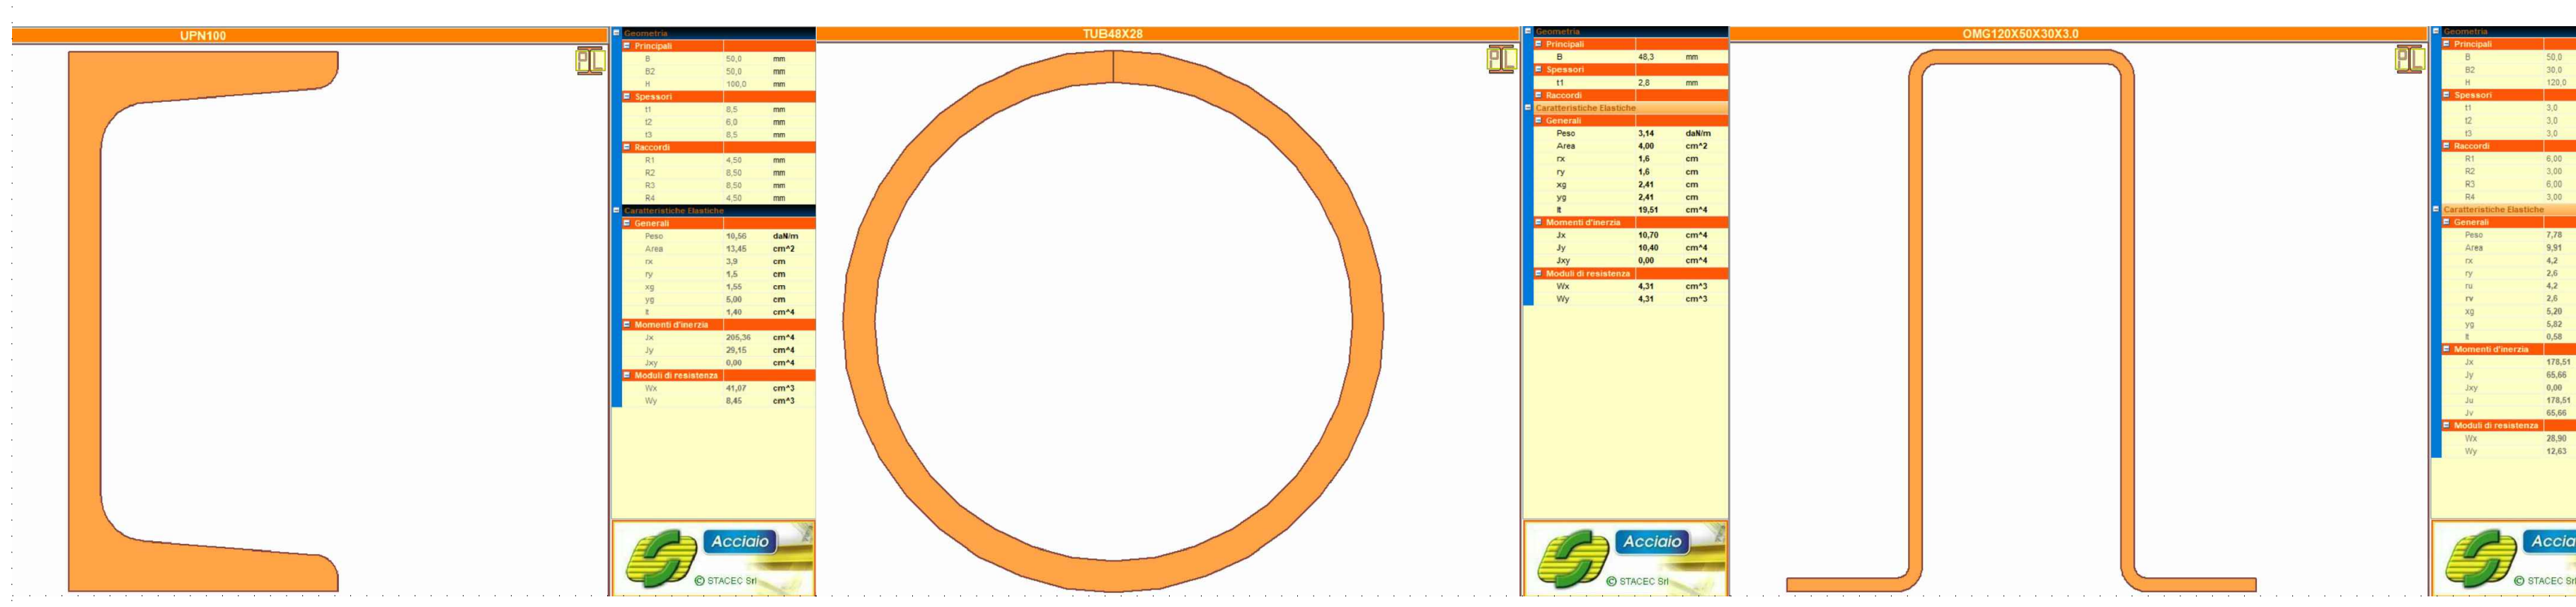 UPN100
Geometria
Principali
B 50,0 mm
B2 50,0 mm
H 100,0 mm
Spessori
t1 8,5 mm
t2 6,0 mm
t3 8,5 mm
Raccordi
R1 4,50 mm
R2 8,50 mm
R3 8,50 mm
R4 4,50 mm
Caratteristiche Elastiche
Generali
Peso 10,56 daN/m
Area 13,45 cm^2
rx 3,9 cm
ry 1,5 cm
xg 1,55 cm
yg 5,00 cm
It 1,40 cm^4
Momenti d'inerzia
Jx 205,36 cm^4
Jy 29,15 cm^4
Jxy 0,00 cm^4
Moduli di resistenza
Wx 41,07 cm^3
Wy 8,45 cm^3
Acciaio
© STACEC Srl
TUB48X28
Geometria
Principali
B 48,3 mm
Spessori
t1 2,8 mm
Raccordi
Caratteristiche Elastiche
Generali
Peso 3,14 daN/m
Area 4,00 cm^2
rx 1,6 cm
ry 1,6 cm
xg 2,41 cm
yg 2,41 cm
It 19,51 cm^4
Momenti d'inerzia
Jx 10,70 cm^4
Jy 10,40 cm^4
Jxy 0,00 cm^4
Moduli di resistenza
Wx 4,31 cm^3
Wy 4,31 cm^3
Acciaio
© STACEC Srl
OMG120X50X30X3.0
Geometria
Principali
B 50,0
B2 30,0
H 120,0
Spessori
t1 3,0
t2 3,0
t3 3,0
Raccordi
R1 6,00
R2 3,00
R3 6,00
R4 3,00
Caratteristiche Elastiche
Generali
Peso 7,78
Area 9,91
rx 4,2
ry 2,6
ru 4,2
rv 2,6
xg 5,20
yg 5,82
It 0,58
Momenti d'inerzia
Jx 178,51
Jy 65,66
Jxy 0,00
Ju 178,51
Jv 65,66
Moduli di resistenza
Wx 28,90
Wy 12,63
Accia
© STACEC Sr